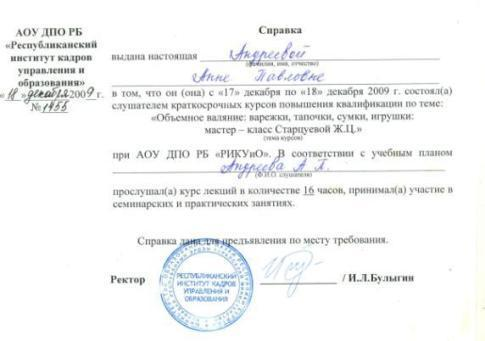 АОУ ДПО РБ
«Республиканский
институт кадров
управления и
образования»
«18» декабря 2009 г.
№ 1455
Справка
выдана настоящая Андреевой
(фамилия, имя, отчество)
Анне Павловне
в том, что он (она) с «17» декабря по «18» декабря 2009 г. состоял(а)
слушателем краткосрочных курсов повышения квалификации по теме:
«Объемное валяние: варежки, тапочки, сумки, игрушки:
мастер – класс Старцуевой Ж.Ц.»
(тема курсов)
при АОУ ДПО РБ «РИКУиО». В соответствии с учебным планом
Андреева А. П.
(Ф.И.О. слушателя)
прослушал(а) курс лекций в количестве 16 часов, принимал(а) участие в
семинарских и практических занятиях.
Справка дана для предъявления по месту требования.
Ректор / И.Л.Булыгин
РЕСПУБЛИКАНСКИЙ
ИНСТИТУТ КАДРОВ
УПРАВЛЕНИЯ И
ОБРАЗОВАНИЯ